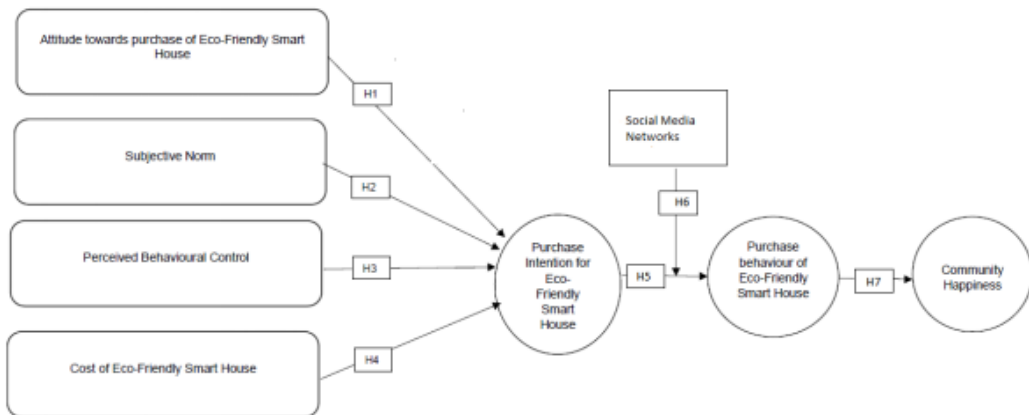 Attitude towards purchase of Eco-Friendly Smart
House
H1
Subjective Norm
H2
Perceived Behavioural Control
H3
Cost of Eco-Friendly Smart House
H4
Purchase
Intention for
Eco-
Friendly
Smart
House
H5
Social Media
Networks
H6
Purchase
behaviour of
Eco-Friendly
Smart House
H7
Community
Happiness